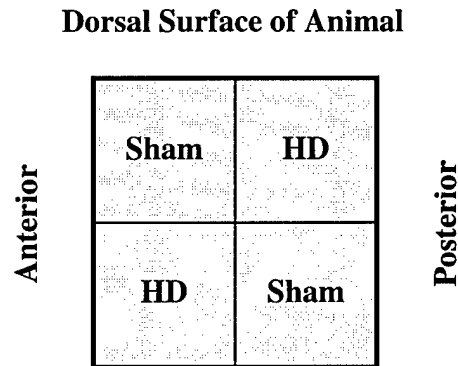 Dorsal Surface of Animal
Sham HD
Anterior
Posterior
HD Sham